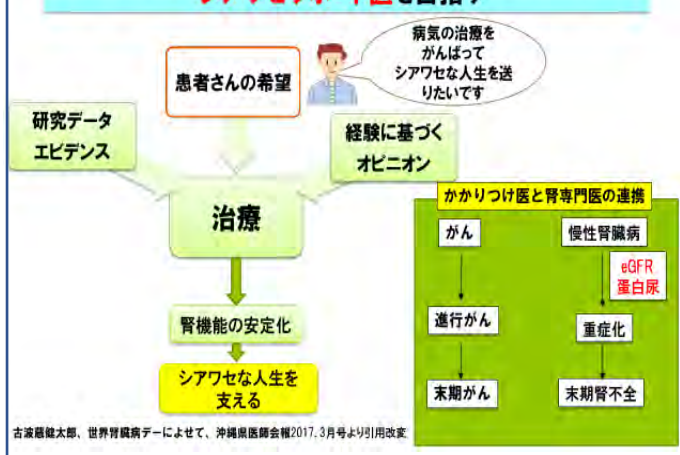 患者さんの希望
病気の治療を
がんばって
シアワセな人生を送
りたいです
研究データ
エビデンス
経験に基づく
オピニオン
治療
腎機能の安定化
シアワセな人生を
支える
かかりつけ医と腎専門医の連携
がん
進行がん
末期がん
慢性腎臓病
eGFR
蛋白尿
重症化
末期腎不全
古波蔵健太郎、世界腎臓病デーによせて、沖縄県医師会報2017.3月号より引用改変